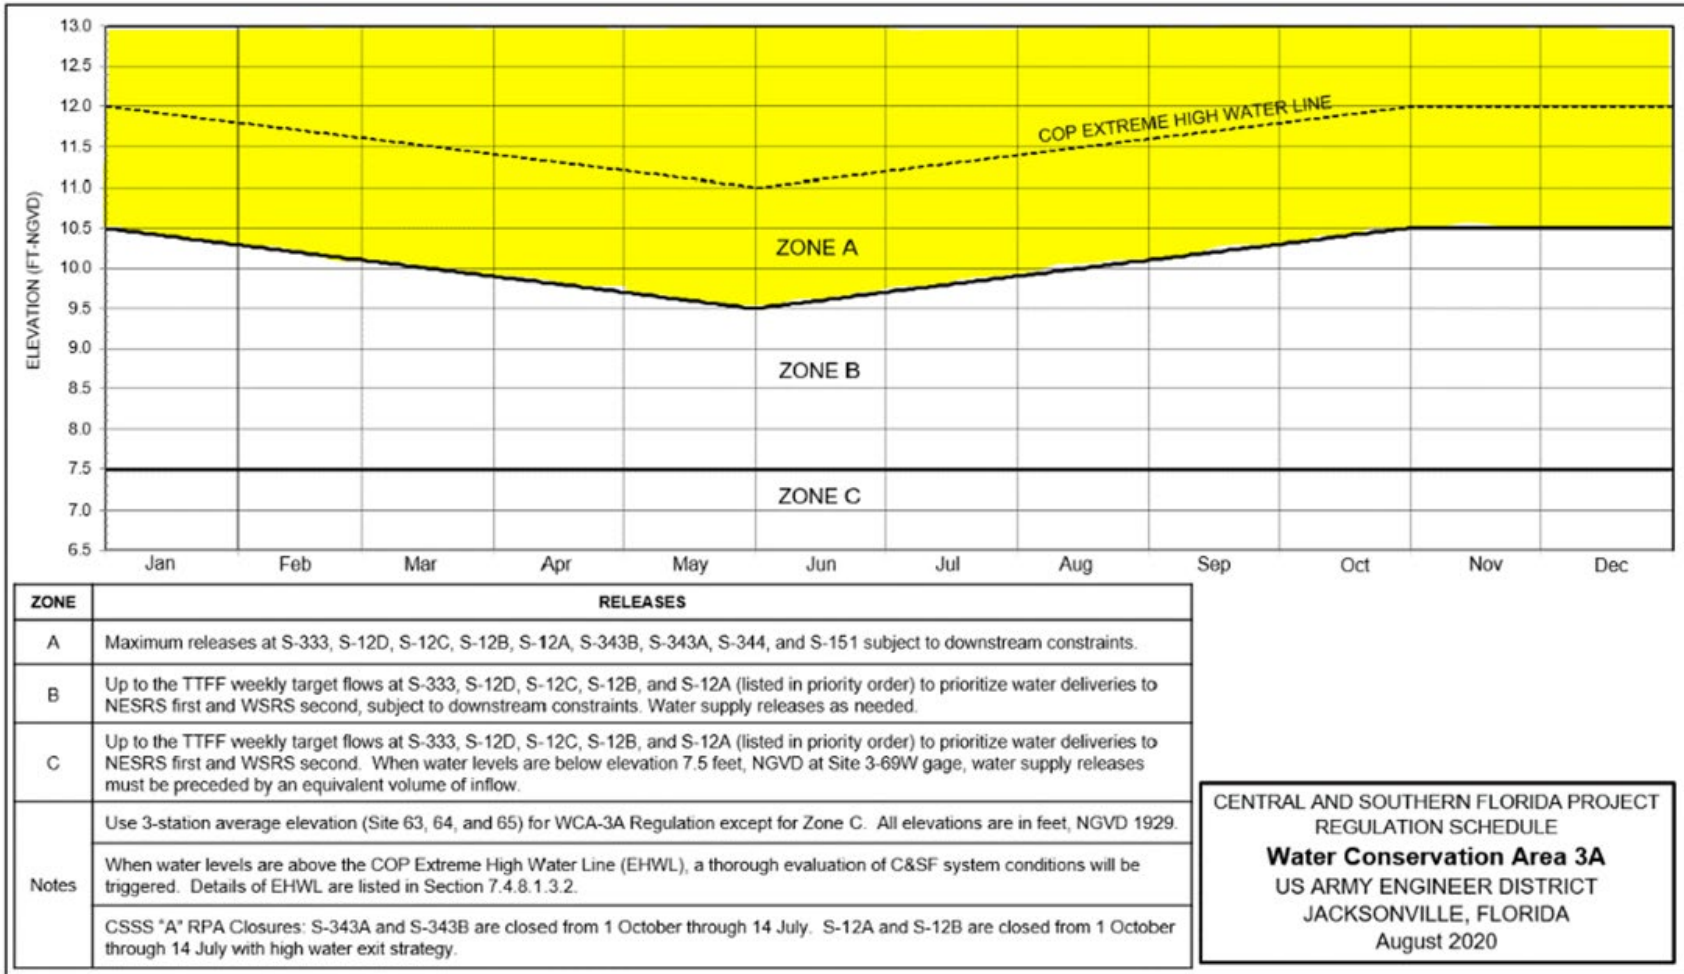 13.0
12.5
12.0
11.5
11.0
10.5
10.0
9.5
9.0
8.5
8.0
7.5
7.0
6.5
ELEVATION (FT-NGVD)
COP EXTREME HIGH WATER LINE
ZONE A
ZONE B
ZONE C
Jan Feb Mar Apr May Jun Jul Aug Sep Oct Nov Dec
ZONE RELEASES
A Maximum releases at S-333, S-12D, S-12C, S-12B, S-12A, S-343B, S-343A, S-344, and S-151 subject to downstream constraints.
B Up to the TTFF weekly target flows at S-333, S-12D, S-12C, S-12B, and S-12A (listed in priority order) to prioritize water deliveries to
NESRS first and WSRS second, subject to downstream constraints. Water supply releases as needed.
C Up to the TTFF weekly target flows at S-333, S-12D, S-12C, S-12B, and S-12A (listed in priority order) to prioritize water deliveries to
NESRS first and WSRS second. When water levels are below elevation 7.5 feet, NGVD at Site 3-69W gage, water supply releases
must be preceded by an equivalent volume of inflow.
Notes
Use 3-station average elevation (Site 63, 64, and 65) for WCA-3A Regulation except for Zone C. All elevations are in feet, NGVD 1929.
When water levels are above the COP Extreme High Water Line (EHWL), a thorough evaluation of C&SF system conditions will be
triggered. Details of EHWL are listed in Section 7.4.8.1.3.2.
CSSS "A" RPA Closures: S-343A and S-343B are closed from 1 October through 14 July. S-12A and S-12B are closed from 1 October
through 14 July with high water exit strategy.
CENTRAL AND SOUTHERN FLORIDA PROJECT
REGULATION SCHEDULE
Water Conservation Area 3A
US ARMY ENGINEER DISTRICT
JACKSONVILLE, FLORIDA
August 2020